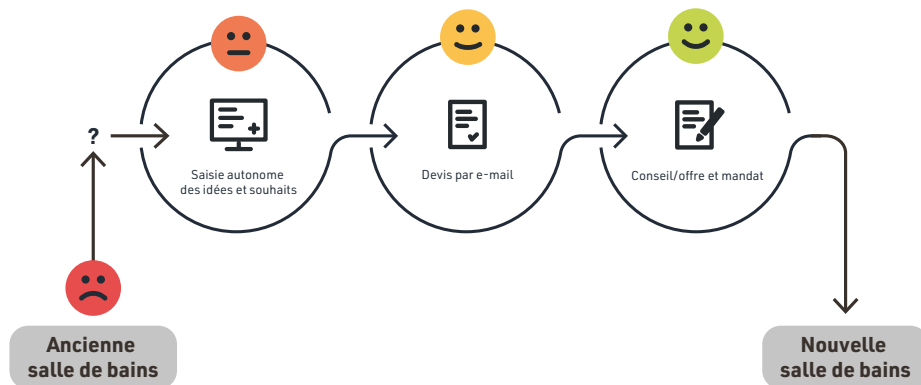 ?
Saisie autonome
des idées et souhaits
Devis par e-mail
Conseil/offre et mandat
Ancienne
salle de bains
Nouvelle
salle de bains